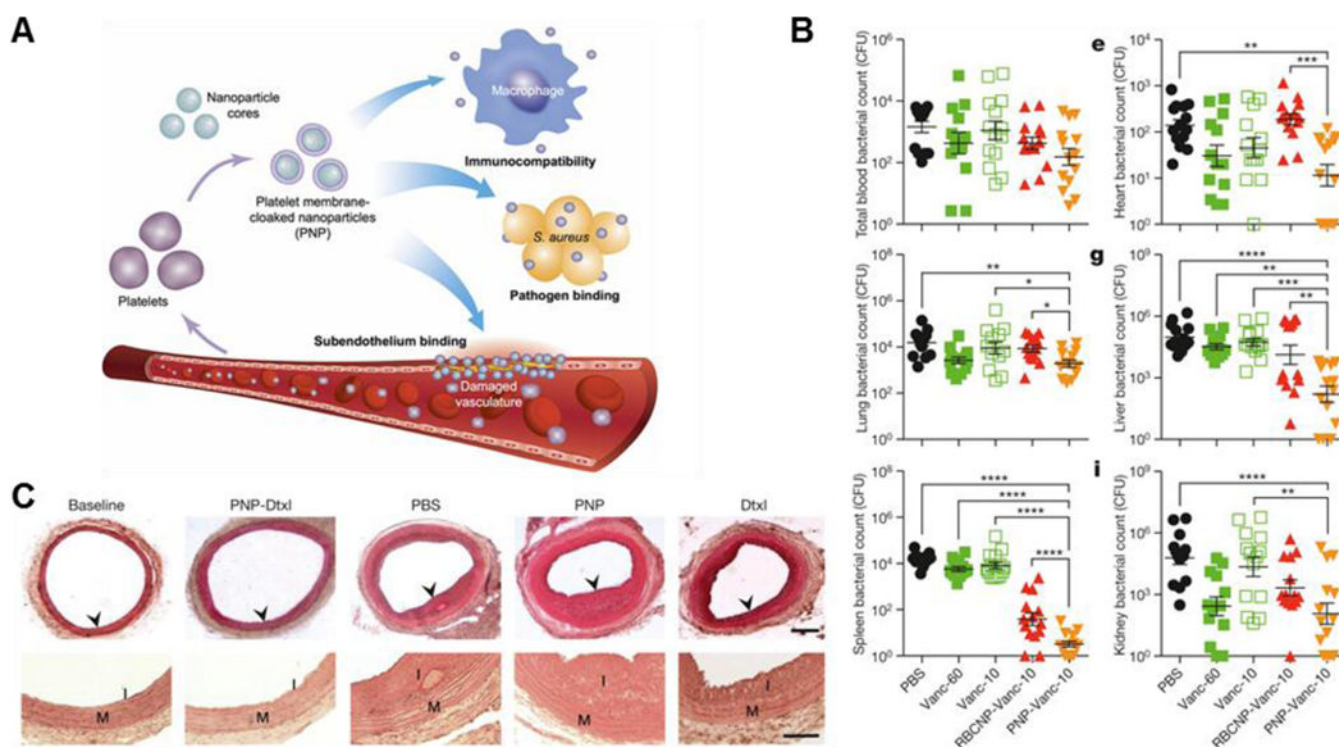 A
Nanoparticle
cores
Platelet membrane-
cloaked nanoparticles
(PNP)
Platelets
Macrophage
Immunocompatibility
S. aureus
Pathogen binding
Subendothelium binding
Damaged
vasculature
B
Total blood bacterial count (CFU)
10⁶
10⁴
10²
10⁰
e
Heart bacterial count (CFU)
10⁴
10³
10²
10¹
10⁰
**
***
Lung bacterial count (CFU)
10⁸
10⁶
10⁴
10²
10⁰
**
*
*
g
Liver bacterial count (CFU)
10⁹
10⁶
10³
10⁰
****
**
***
**
Spleen bacterial count (CFU)
10⁸
10⁶
10⁴
10²
10⁰
****
****
****
****
PBS
Vanc-60
Vanc-10
RBCNP-Vanc-10
PNP-Vanc-10
i
Kidney bacterial count (CFU)
10⁹
10⁶
10³
10⁰
****
**
PBS
Vanc-60
Vanc-10
RBCNP-Vanc-10
PNP-Vanc-10
C
Baseline
PNP-Dtxl
PBS
PNP
Dtxl
I
M
I
M
I
M
I
M
I
M